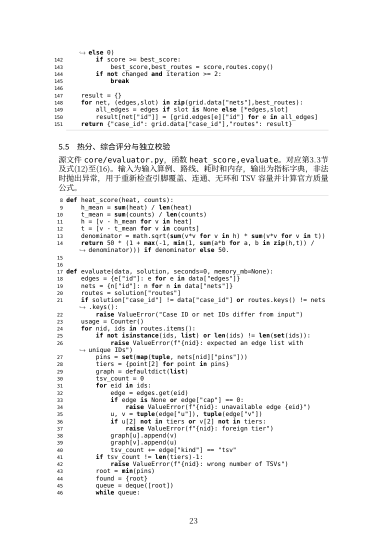 ↪ else 0)
142 if score >= best_score:
143 best_score,best_routes = score,routes.copy()
144 if not changed and iteration >= 2:
145 break
146
147 result = {}
148 for net, (edges,slot) in zip(grid.data["nets"],best_routes):
149 all_edges = edges if slot is None else [*edges,slot]
150 result[net["id"]] = [grid.edges[e]["id"] for e in all_edges]
151 return {"case_id": grid.data["case_id"],"routes": result}
5.5 热分、综合评分与独立校验
源文件 core/evaluator.py，函数 heat_score,evaluate。对应第3.3节
及式(12)至(16)。输入为输入算例、路线、耗时和内存，输出为指标字典，非法
时抛出异常，用于重新检查引脚覆盖、连通、无环和 TSV 容量并计算官方质量
公式。
8 def heat_score(heat, counts):
9 h_mean = sum(heat) / len(heat)
10 t_mean = sum(counts) / len(counts)
11 h = [v - h_mean for v in heat]
12 t = [v - t_mean for v in counts]
13 denominator = math.sqrt(sum(v*v for v in h) * sum(v*v for v in t))
14 return 50 * (1 + max(-1, min(1, sum(a*b for a, b in zip(h,t)) /
↪ denominator))) if denominator else 50.
15
16
17 def evaluate(data, solution, seconds=0, memory_mb=None):
18 edges = {e["id"]: e for e in data["edges"]}
19 nets = {n["id"]: n for n in data["nets"]}
20 routes = solution["routes"]
21 if solution["case_id"] != data["case_id"] or routes.keys() != nets
↪ .keys():
22 raise ValueError("Case ID or net IDs differ from input")
23 usage = Counter()
24 for nid, ids in routes.items():
25 if not isinstance(ids, list) or len(ids) != len(set(ids)):
26 raise ValueError(f"{nid}: expected an edge list with
↪ unique IDs")
27 pins = set(map(tuple, nets[nid]["pins"]))
28 tiers = {point[2] for point in pins}
29 graph = defaultdict(list)
30 tsv_count = 0
31 for eid in ids:
32 edge = edges.get(eid)
33 if edge is None or edge["cap"] == 0:
34 raise ValueError(f"{nid}: unavailable edge {eid}")
35 u, v = tuple(edge["u"]), tuple(edge["v"])
36 if u[2] not in tiers or v[2] not in tiers:
37 raise ValueError(f"{nid}: foreign tier")
38 graph[u].append(v)
39 graph[v].append(u)
40 tsv_count += edge["kind"] == "tsv"
41 if tsv_count != len(tiers)-1:
42 raise ValueError(f"{nid}: wrong number of TSVs")
43 root = min(pins)
44 found = {root}
45 queue = deque([root])
46 while queue:
23